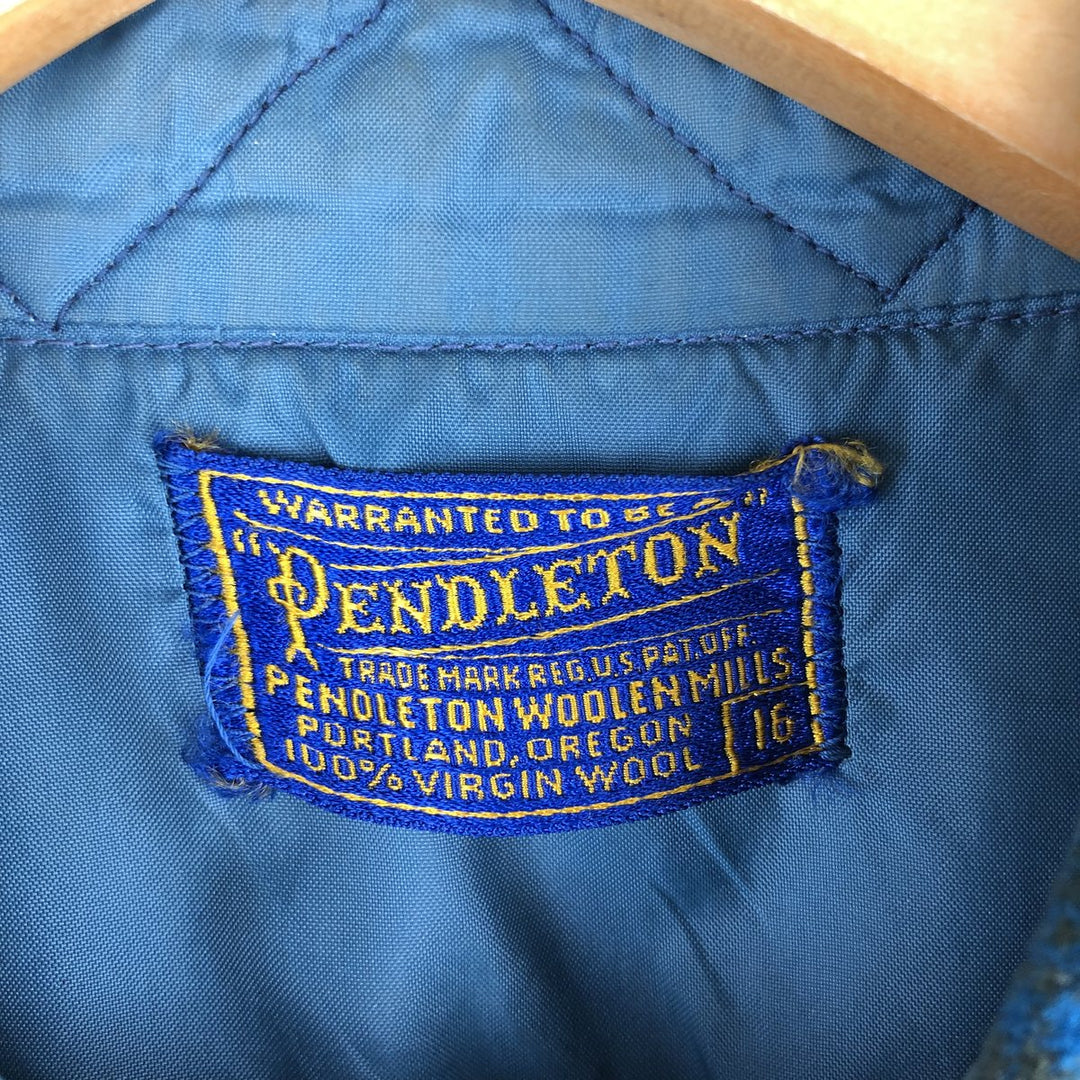 WARRANTED TO BE A
"PENDLETON"
TRADE MARK REG. U.S. PAT. OFF.
PENDLETON WOOLEN MILLS
PORTLAND, OREGON
100% VIRGIN WOOL
16